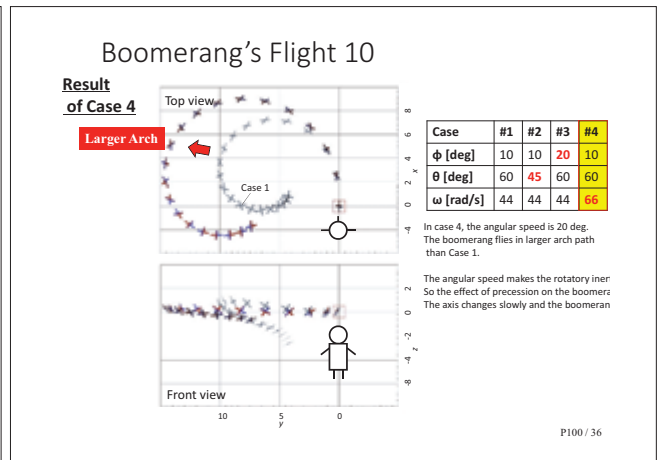 Boomerang's Flight 10
Result
of Case 4
Top view
Larger Arch
Case 1
8
6
4
2
0
-4
x
Case #1 #2 #3 #4
ϕ [deg] 10 10 20 10
θ [deg] 60 45 60 60
ω [rad/s] 44 44 44 66
In case 4, the angular speed is 20 deg.
The boomerang flies in larger arch path
than Case 1.
The angular speed makes the rotatory iner
So the effect of precession on the boomera
The axis changes slowly and the boomeran
2
0
-2
-4
-8
z
Front view
10 5 0
y
P100 / 36